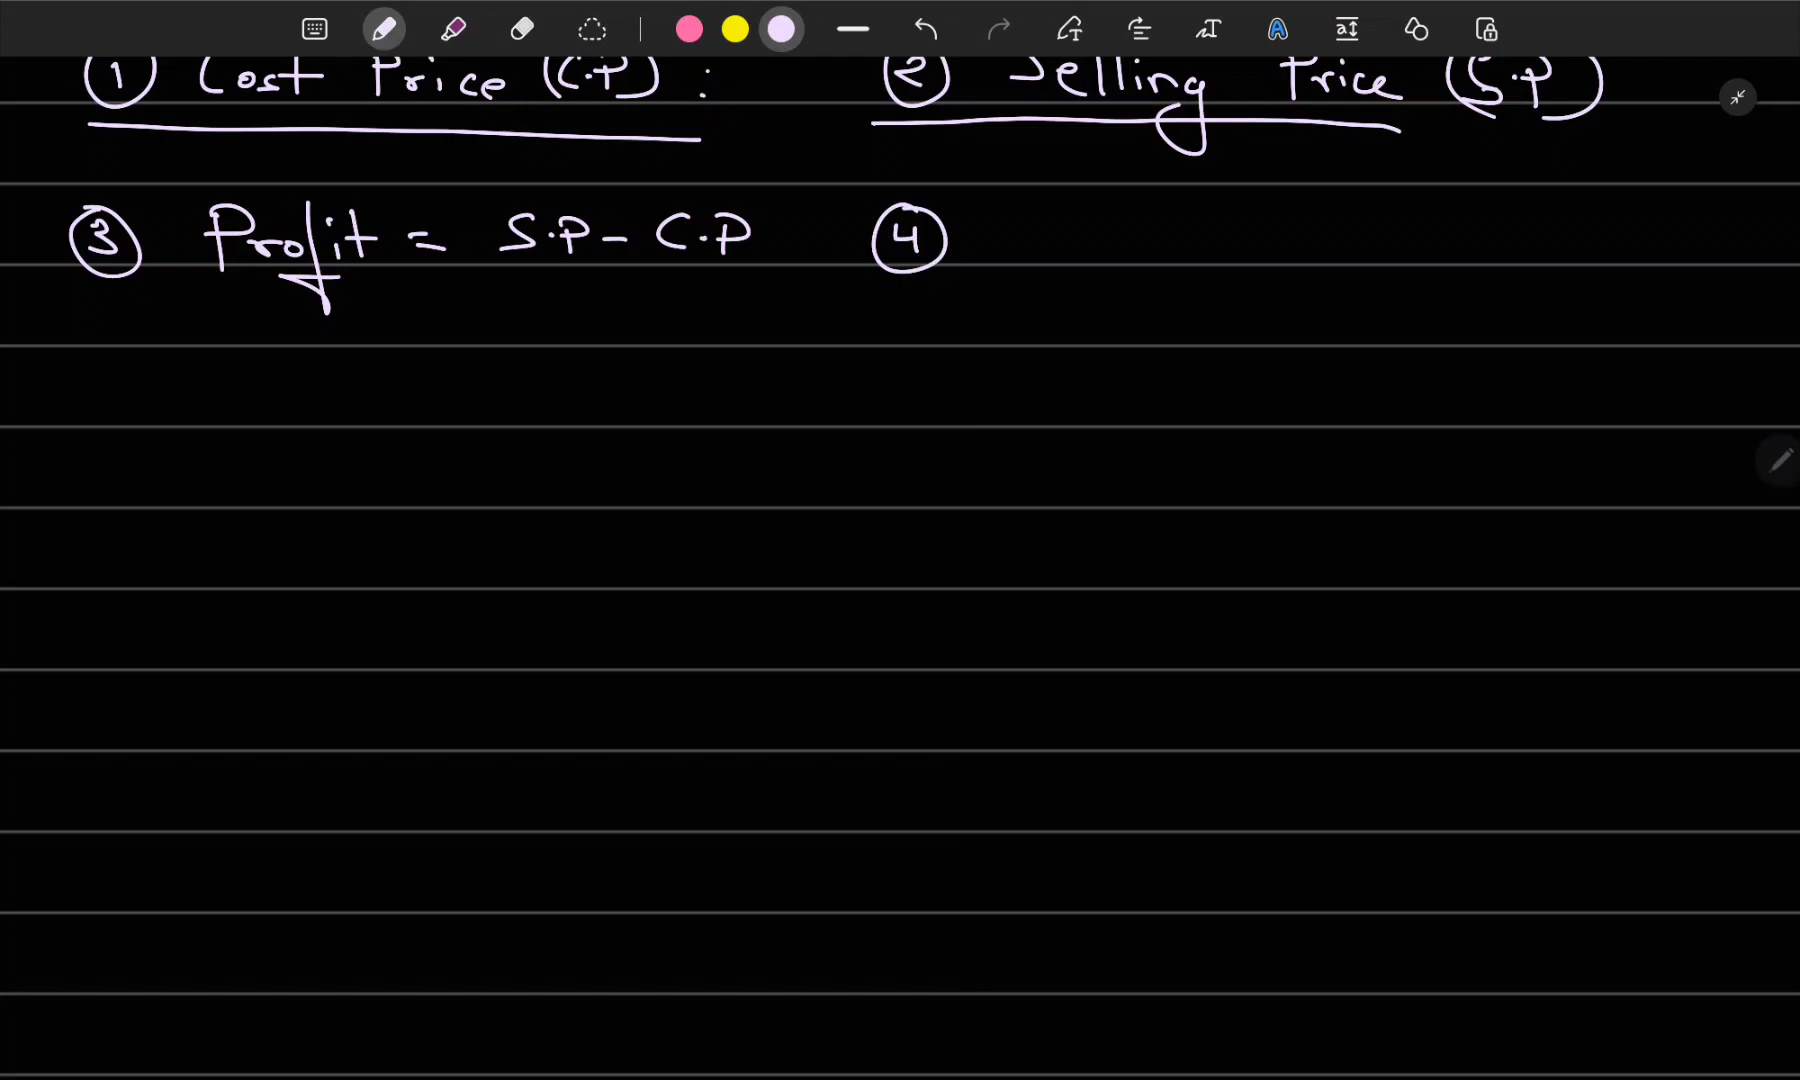 ① Cost Price (C.P) : ② Selling Price (S.P)
③ Profit = S.P - C.P ④